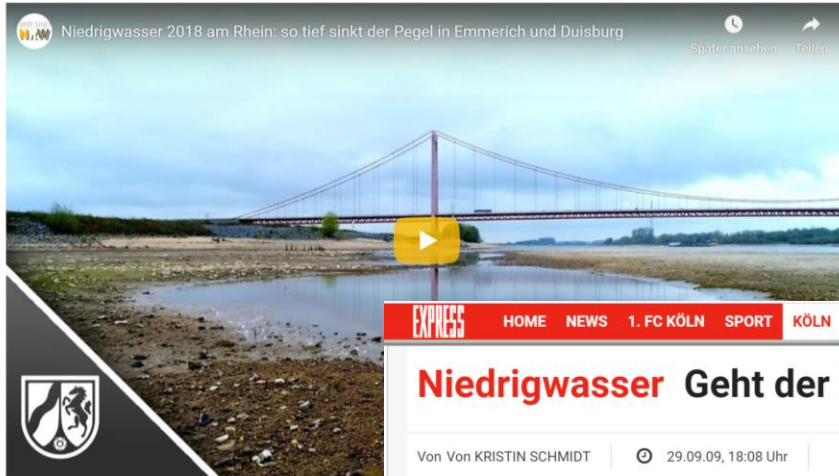 Niedrigwasser 2018 am Rhein: so tief sinkt der Pegel in Emmerich und Duisburg
Später ansehen Teilen
EXPRESS HOME NEWS 1. FC KÖLN SPORT KÖLN
Niedrigwasser Geht der
Von Von KRISTIN SCHMIDT 29.09.09, 18:08 Uhr